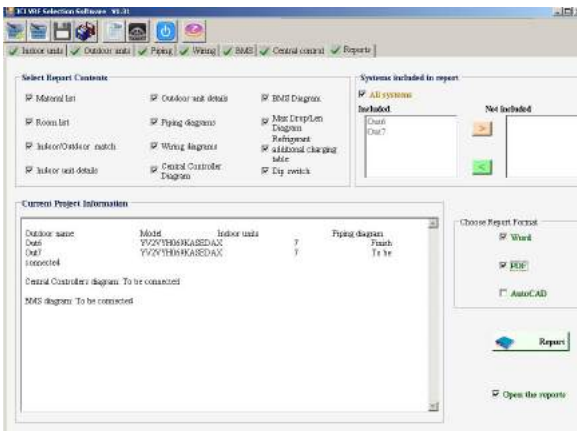 JCI VRF Selection Software V1.31
Indoor units Outdoor units Piping Wiring BMS Central control Reports
Select Report Contents
Material list Outdoor unit details BMS Diagram
Room list Piping diagrams Max Drop/Len Diagram
Indoor/Outdoor match Wiring diagrams Refrigerant additional charging table
Indoor unit details Central Controller Diagram Dip switch
Systems included in report
All systems
Included Not included
Out6
Out7
>
<
Current Project Information
Outdoor name Model Indoor units Piping diagram
Out6 7 Finish
Out7 7 To be
connected
Central Controllers diagram: To be connected
BMS diagram: To be connected
Choose Report Format
Word
PDF
AutoCAD
Report
Open the reports